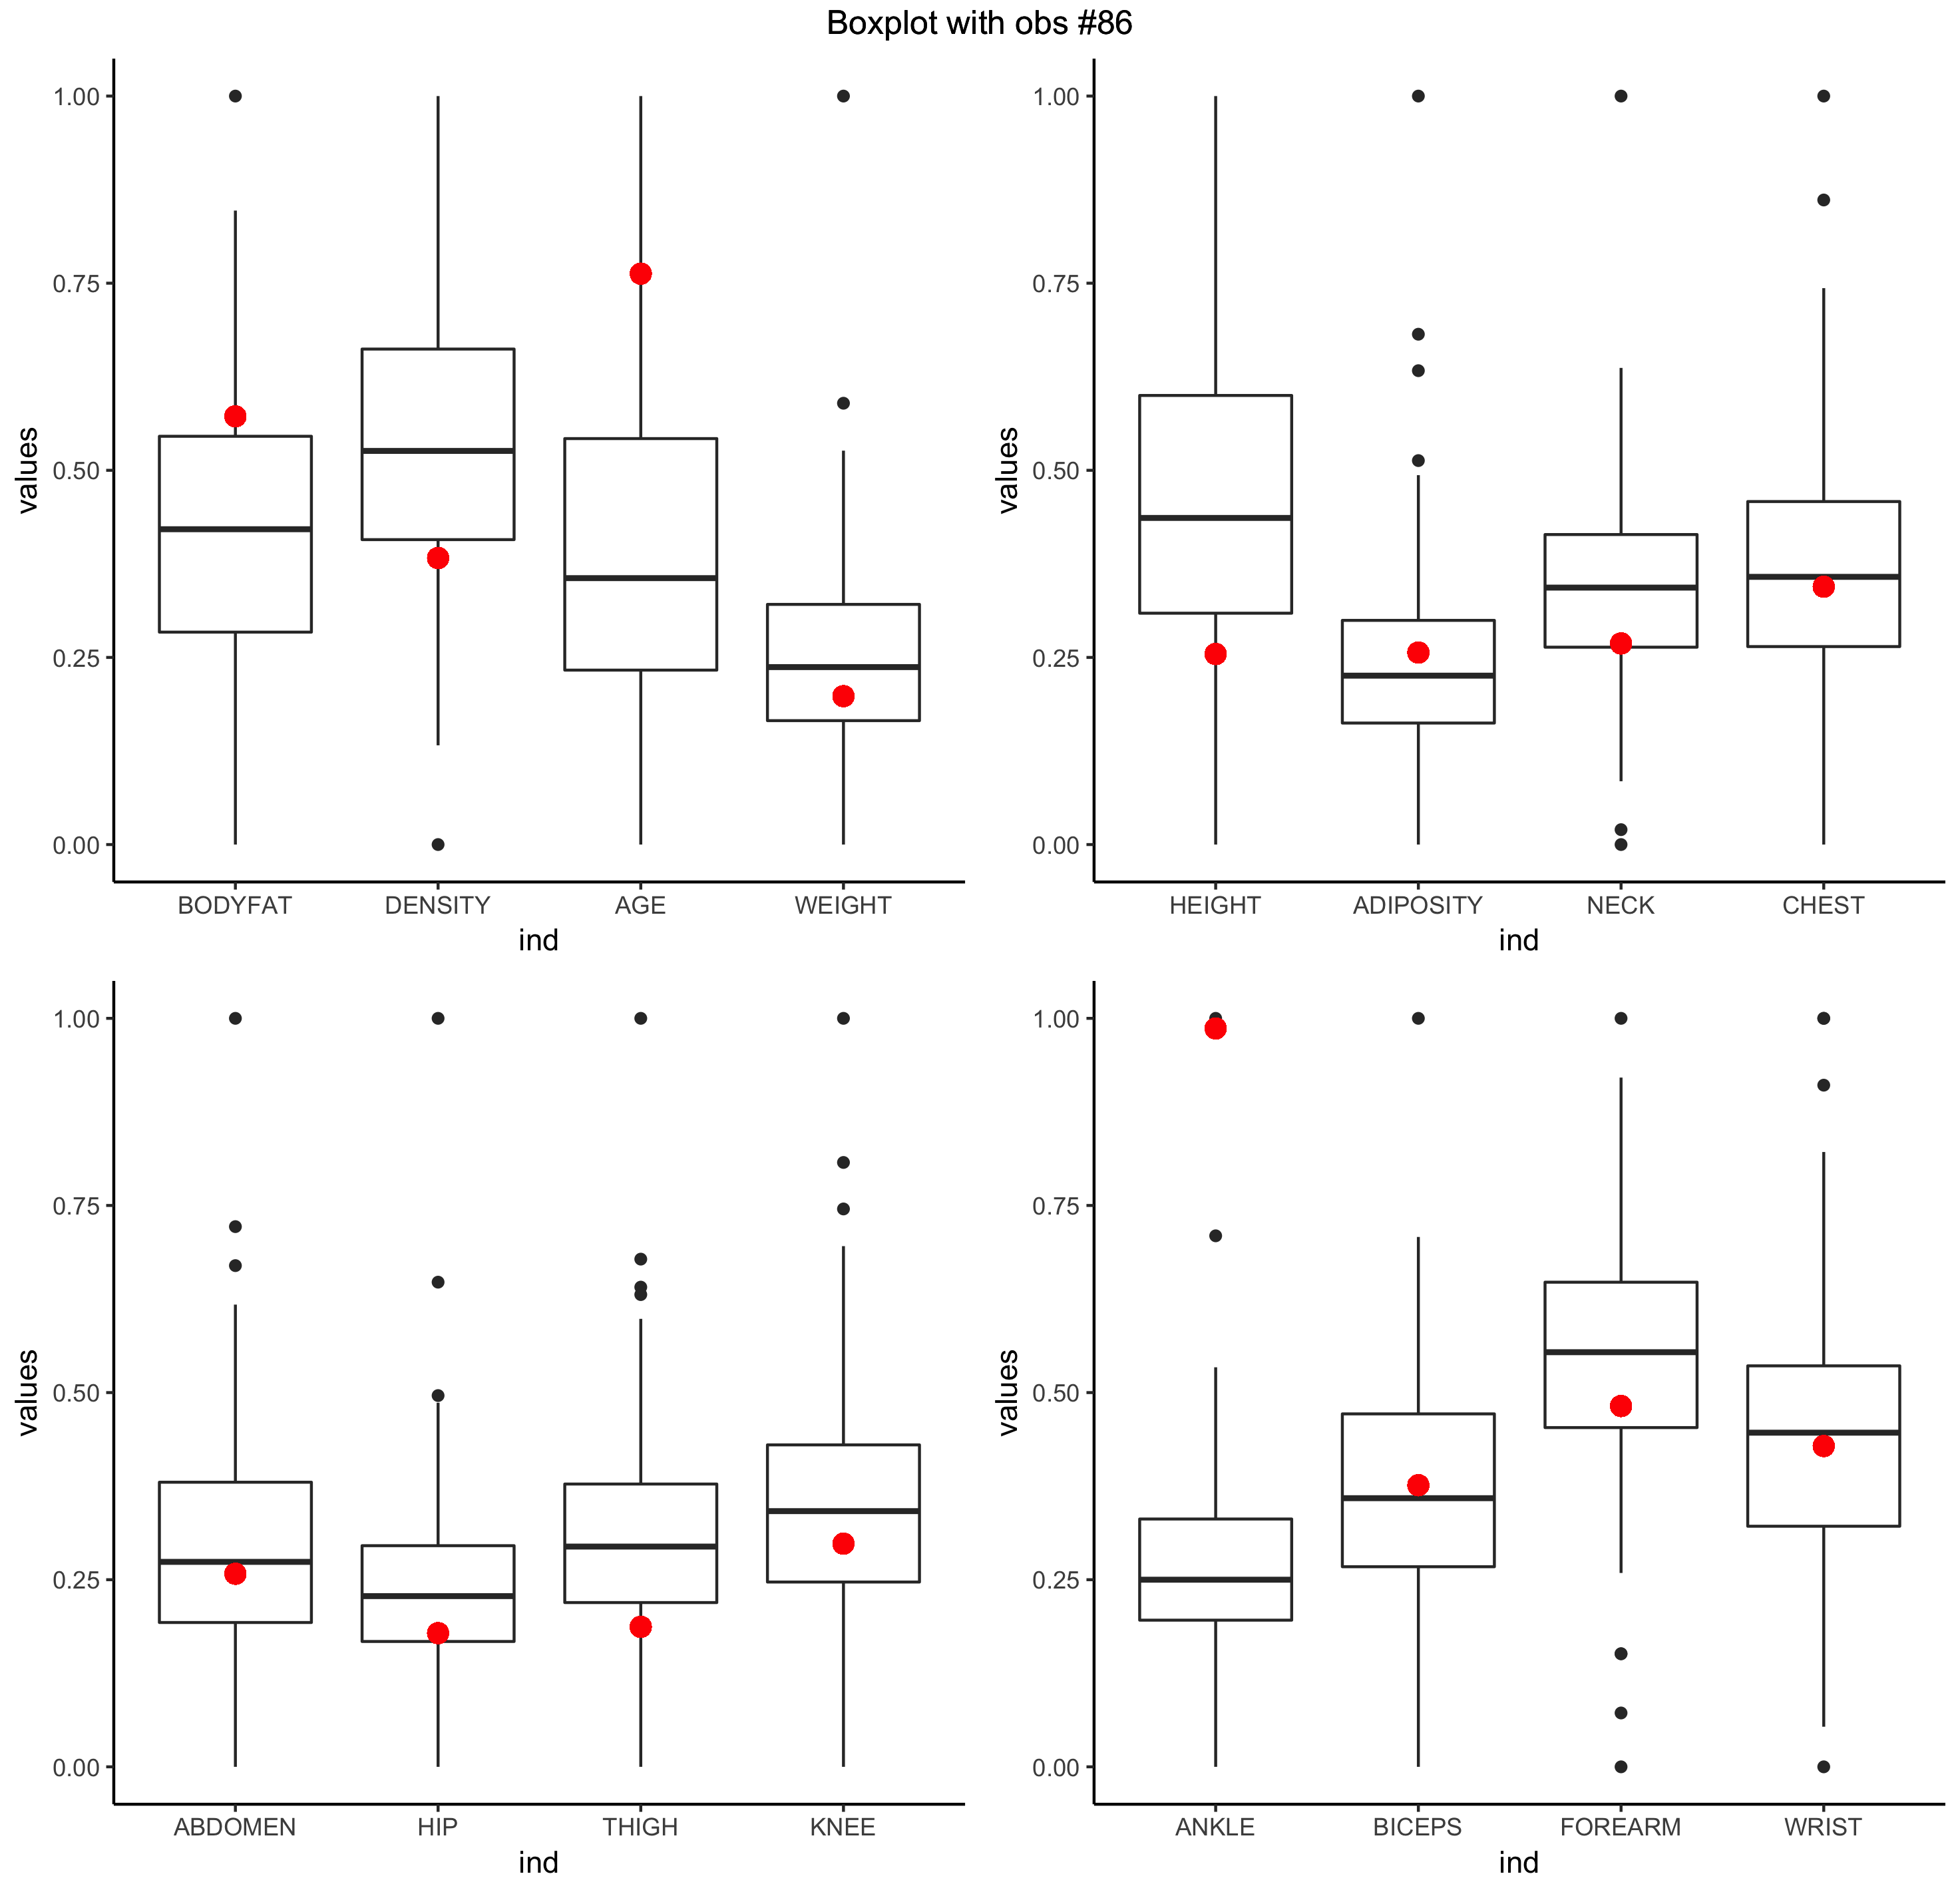 Boxplot with obs #86
values
1.00
0.75
0.50
0.25
0.00
BODYFAT DENSITY AGE WEIGHT
ind
values
1.00
0.75
0.50
0.25
0.00
HEIGHT ADIPOSITY NECK CHEST
ind
values
1.00
0.75
0.50
0.25
0.00
ABDOMEN HIP THIGH KNEE
ind
values
1.00
0.75
0.50
0.25
0.00
ANKLE BICEPS FOREARM WRIST
ind